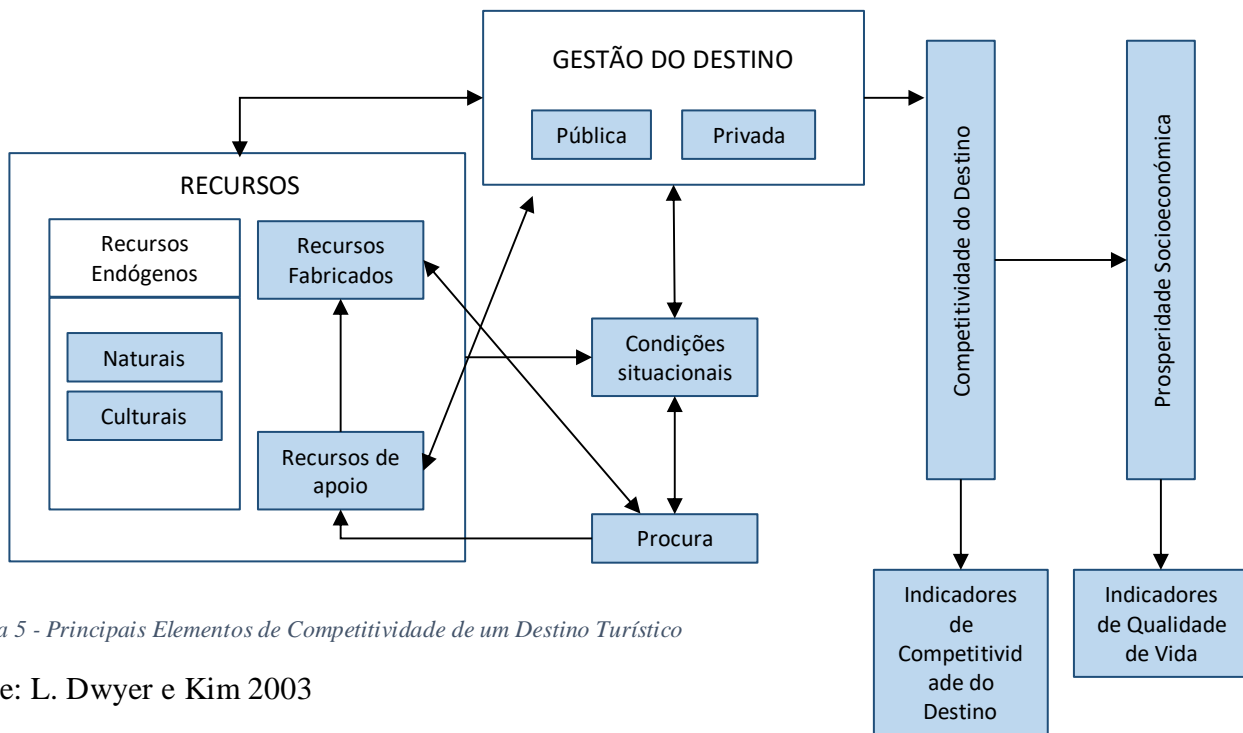 GESTÃO DO DESTINO
Pública
Privada
RECURSOS
Recursos
Endógenos
Naturais
Culturais
Recursos
Fabricados
Recursos de
apoio
Condições
situacionais
Procura
Competitividade do Destino
Prosperidade Socioeconómica
Indicadores
de
Competitivid
ade do
Destino
Indicadores
de Qualidade
de Vida
a 5 - Principais Elementos de Competitividade de um Destino Turístico
e: L. Dwyer e Kim 2003